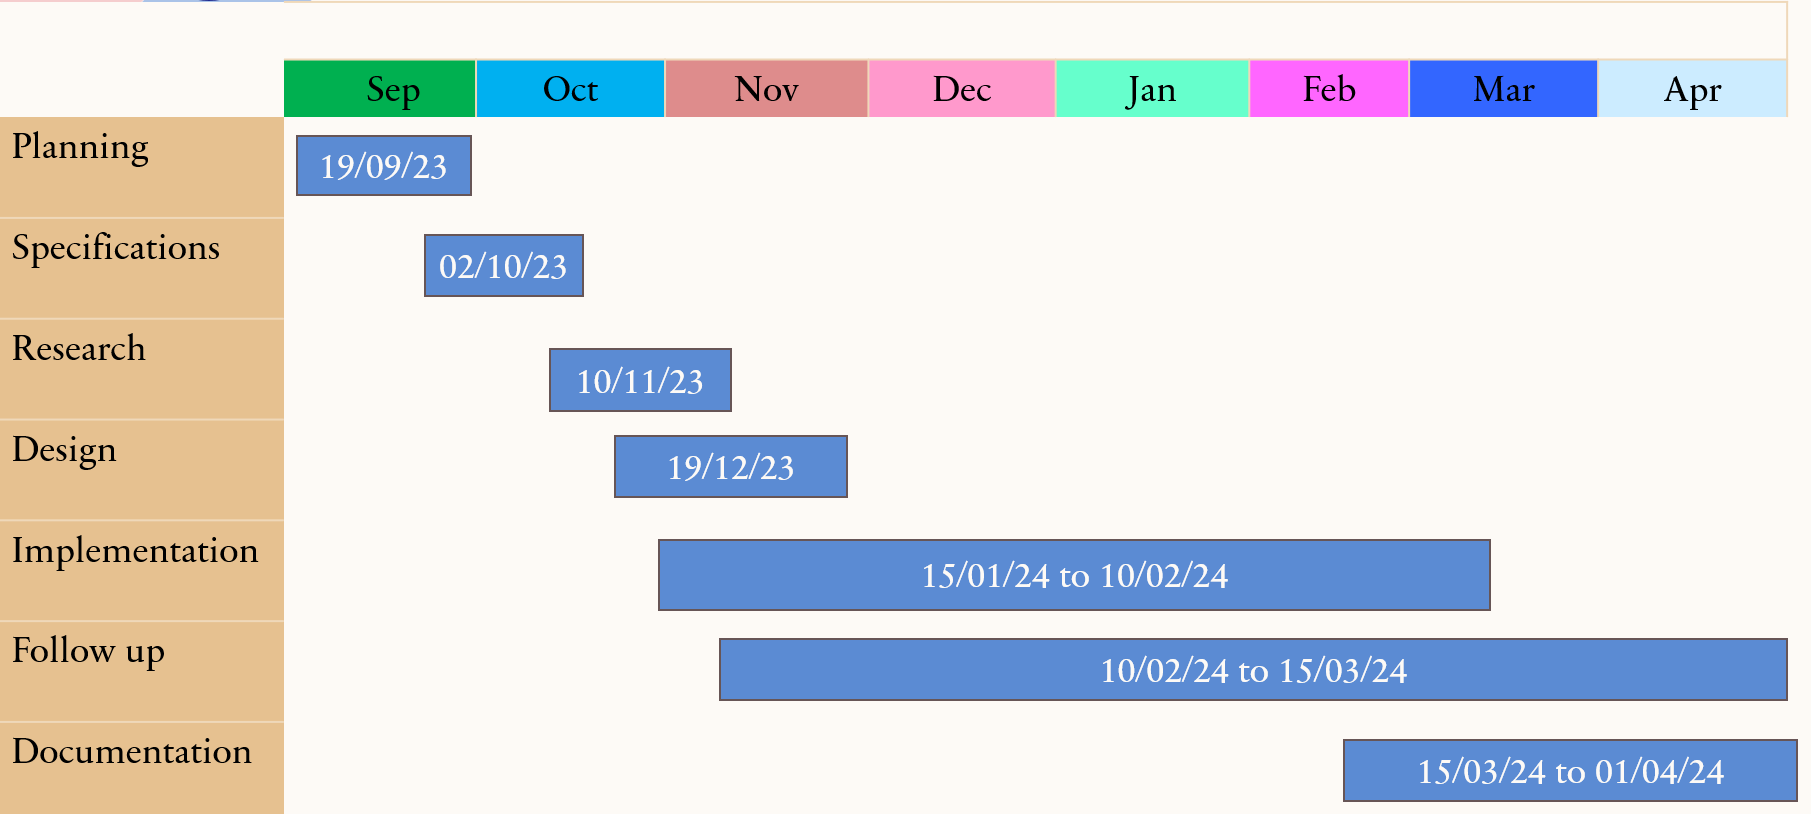 Sep Oct Nov Dec Jan Feb Mar Apr
Planning 19/09/23
Specifications 02/10/23
Research 10/11/23
Design 19/12/23
Implementation 15/01/24 to 10/02/24
Follow up 10/02/24 to 15/03/24
Documentation 15/03/24 to 01/04/24